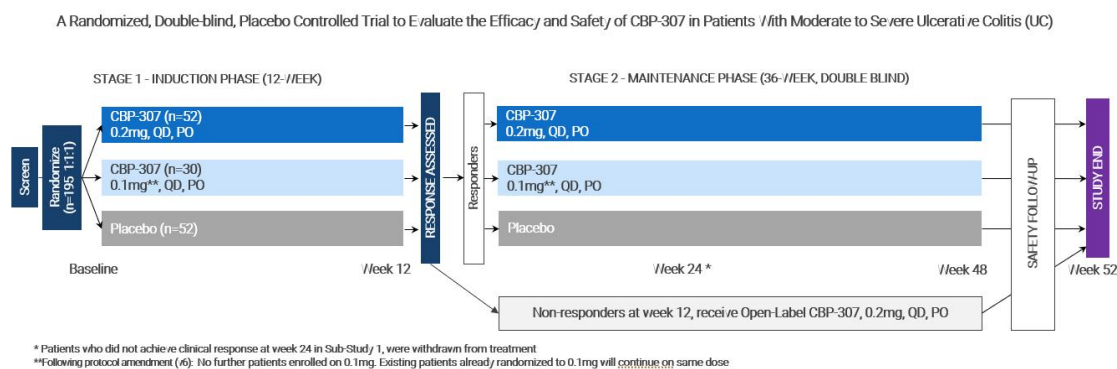 A Randomized, Double-blind, Placebo Controlled Trial to Evaluate the Efficacy and Safety of CBP-307 in Patients With Moderate to Severe Ulcerative Colitis (UC)
STAGE 1 - INDUCTION PHASE (12-WEEK)
STAGE 2 - MAINTENANCE PHASE (36-WEEK, DOUBLE BLIND)
Screen
Randomize
(n=195 1:1:1)
CBP-307 (n=52)
0.2mg, QD, PO
CBP-307 (n=30)
0.1mg**, QD, PO
Placebo (n=52)
RESPONSE ASSESSED
Responders
CBP-307
0.2mg, QD, PO
CBP-307
0.1mg**, QD, PO
Placebo
SAFETY FOLLOW-UP
STUDY END
Baseline
Week 12
Week 24 *
Week 48
Week 52
Non-responders at week 12, receive Open-Label CBP-307, 0.2mg, QD, PO
* Patients who did not achieve clinical response at week 24 in Sub-Study 1, were withdrawn from treatment
**Following protocol amendment (v6): No further patients enrolled on 0.1mg. Existing patients already randomized to 0.1mg will continue on same dose